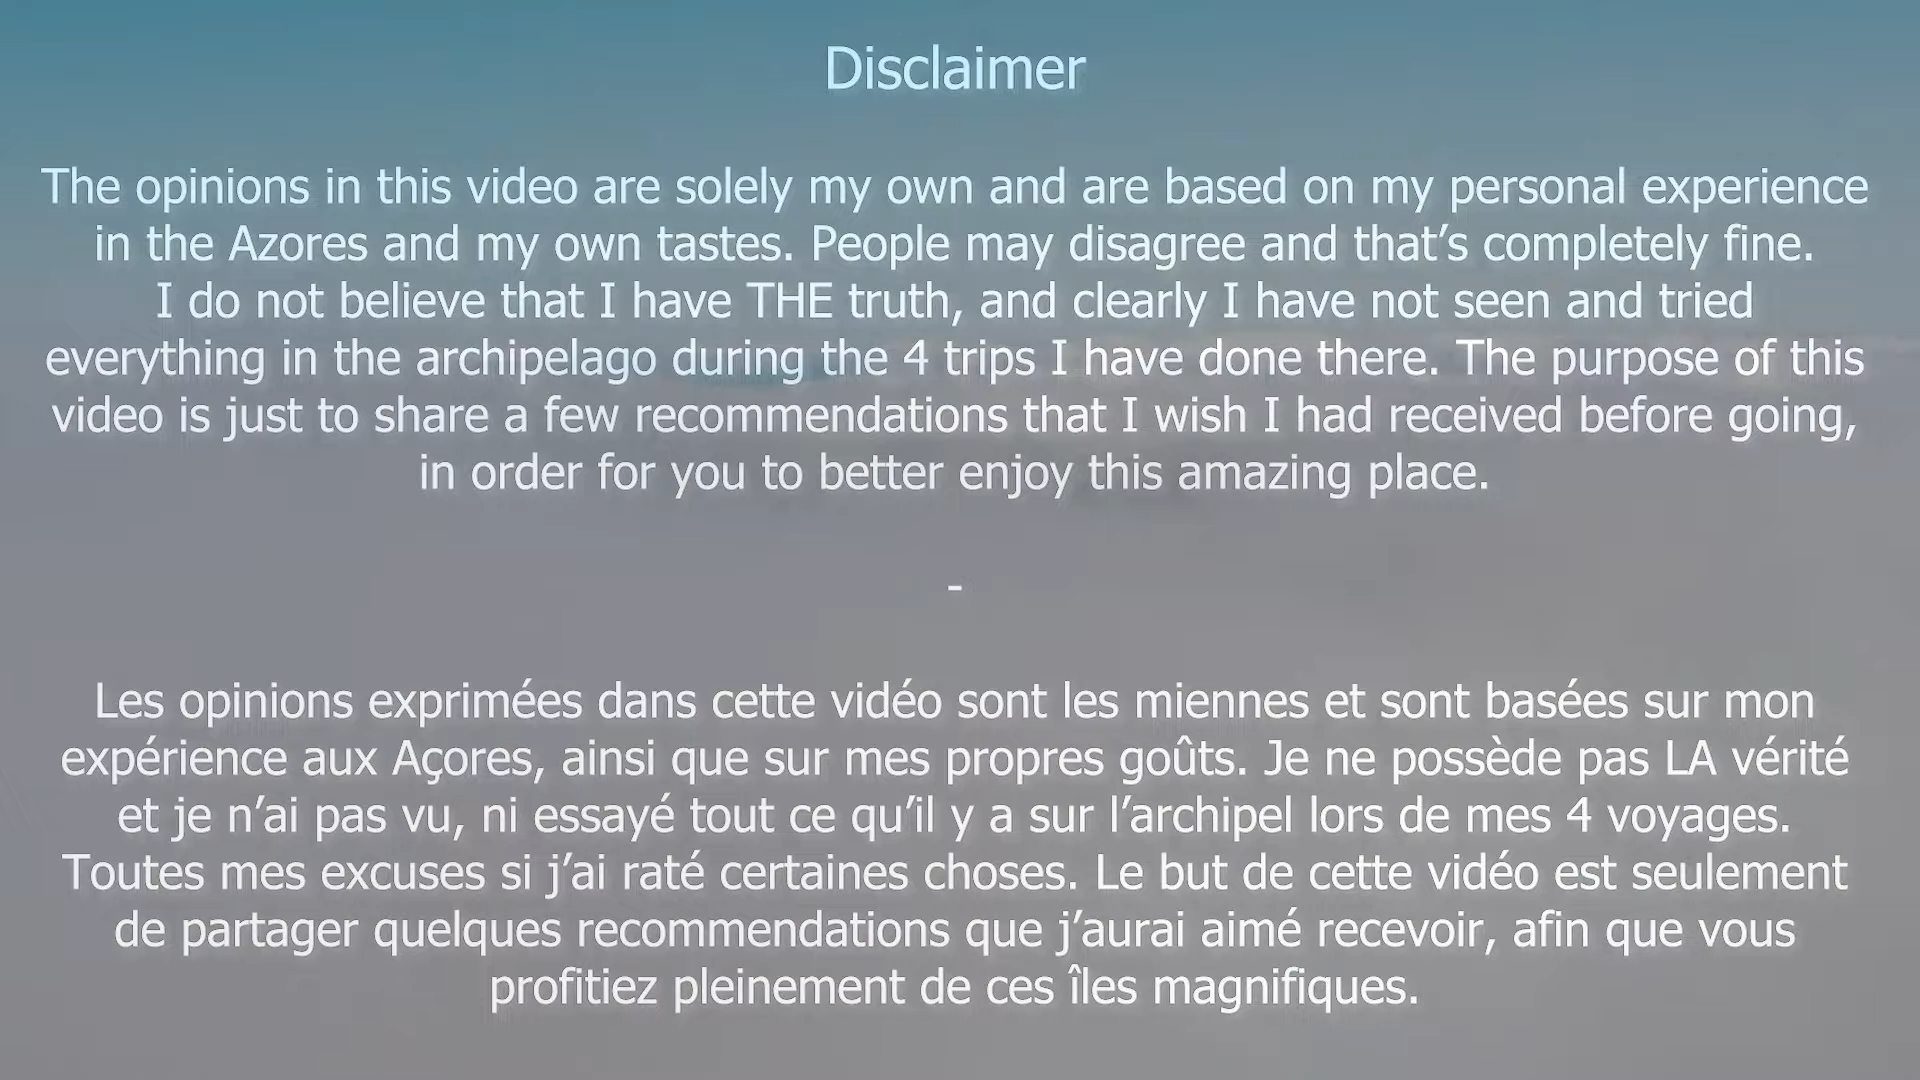 Disclaimer
The opinions in this video are solely my own and are based on my personal experience
in the Azores and my own tastes. People may disagree and that’s completely fine.
I do not believe that I have THE truth, and clearly I have not seen and tried
everything in the archipelago during the 4 trips I have done there. The purpose of this
video is just to share a few recommendations that I wish I had received before going,
in order for you to better enjoy this amazing place.
-
Les opinions exprimées dans cette vidéo sont les miennes et sont basées sur mon
expérience aux Açores, ainsi que sur mes propres goûts. Je ne possède pas LA vérité
et je n’ai pas vu, ni essayé tout ce qu’il y a sur l’archipel lors de mes 4 voyages.
Toutes mes excuses si j’ai raté certaines choses. Le but de cette vidéo est seulement
de partager quelques recommendations que j’aurai aimé recevoir, afin que vous
profitiez pleinement de ces îles magnifiques.